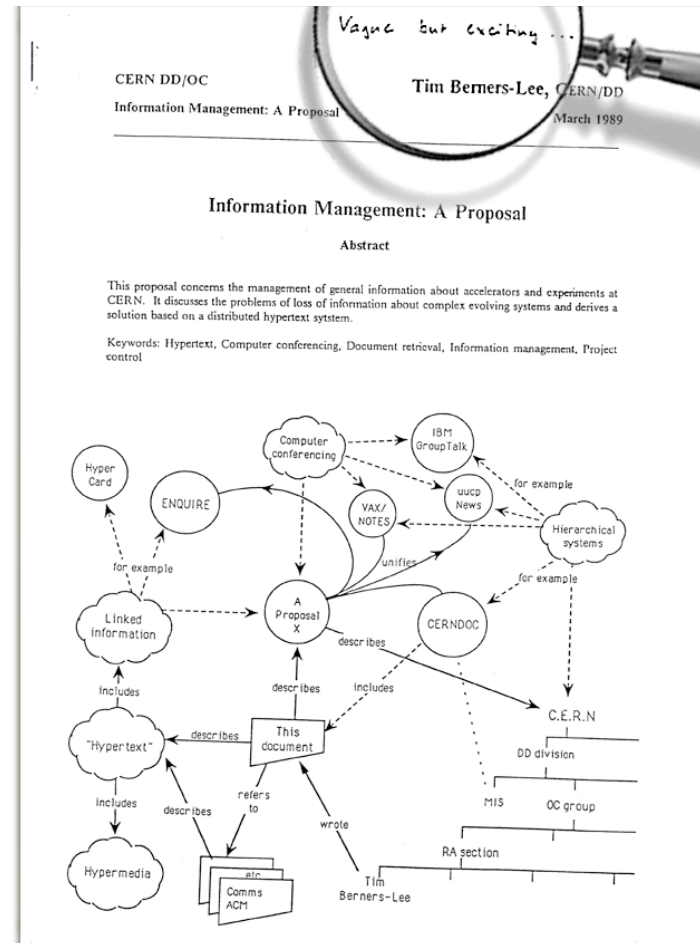 Vague but exciting ...
CERN DD/OC
Tim Berners-Lee, CERN/DD
Information Management: A Proposal
March 1989
Information Management: A Proposal
Abstract
This proposal concerns the management of general information about accelerators and experiments at
CERN. It discusses the problems of loss of information about complex evolving systems and derives a
solution based on a distributed hypertext sytstem.
Keywords: Hypertext, Computer conferencing, Document retrieval, Information management, Project
control
IBM
GroupTalk
Computer
conferencing
Hyper
Card
for example
uucp
News
ENQUIRE
VAX/
NOTES
Hierarchical
systems
unifies
for example
for example
A
Proposal
X
Linked
information
CERNDOC
describes
includes
describes
includes
C.E.R.N
This
document
describes
"Hypertext"
DD division
refers
to
includes
describes
MIS
OC group
wrote
RA section
Hypermedia
etc
Tim
Berners-Lee
Comms
ACM